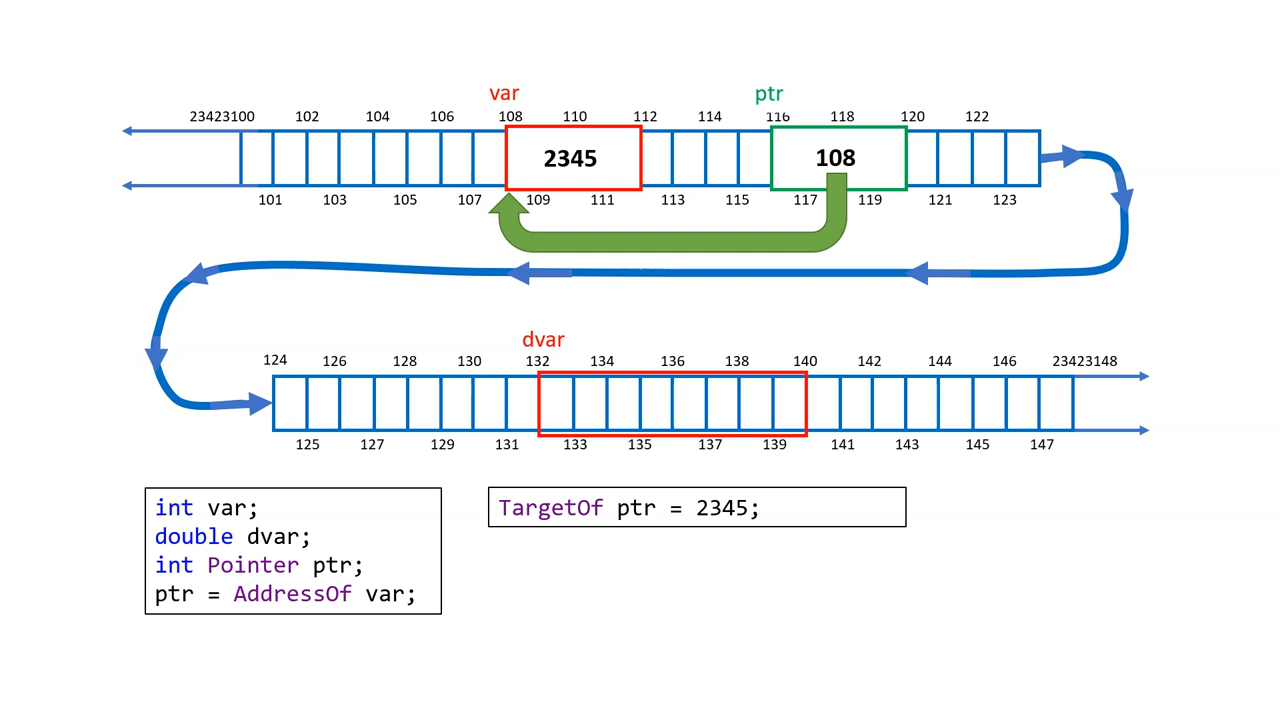 var ptr
23423100 102 104 106 108 110 112 114 116 118 120 122
2345 108
101 103 105 107 109 111 113 115 117 119 121 123
dvar
124 126 128 130 132 134 136 138 140 142 144 146 23423148
125 127 129 131 133 135 137 139 141 143 145 147
int var;
double dvar;
int Pointer ptr;
ptr = AddressOf var;
TargetOf ptr = 2345;